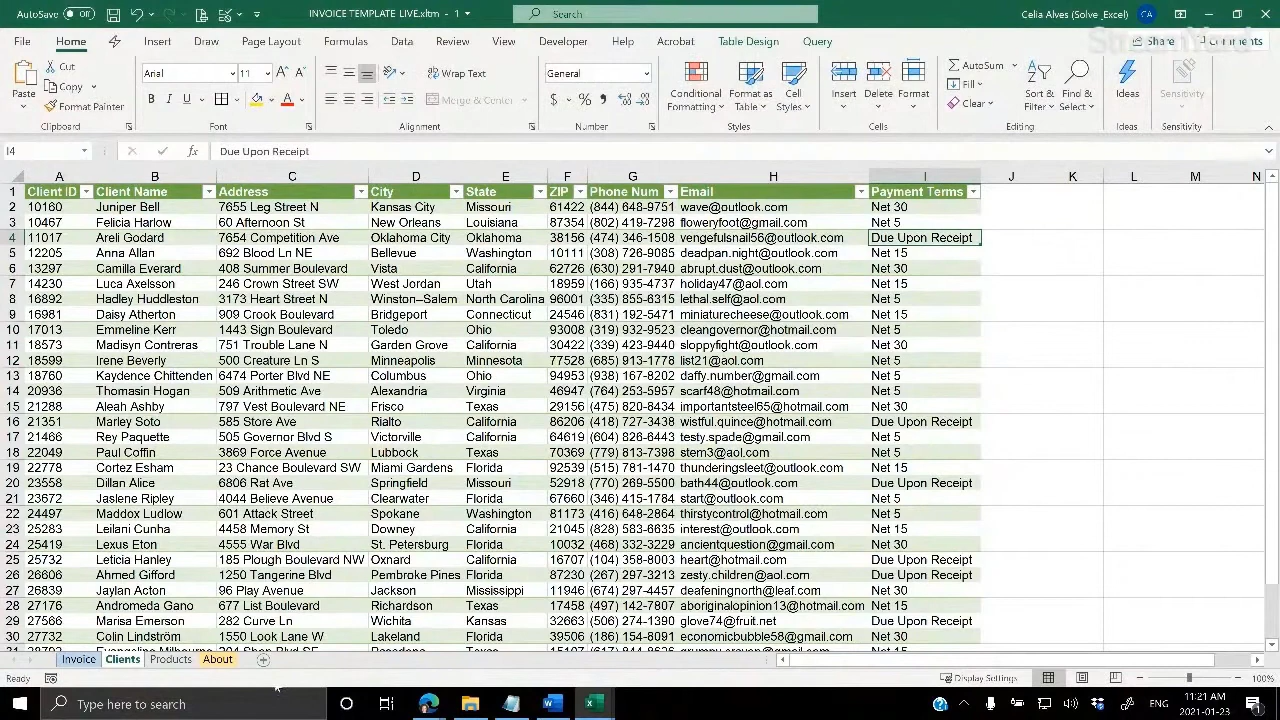 AutoSave Off INVOICE TEMPLATE LIVE.xltm - 1 Search Celia Alves (Solve_Excel) CA
File Home Insert Draw Page Layout Formulas Data Review View Developer Help Acrobat Table Design Query Share Comments
Cut
Copy
Format Painter
Paste
Arial 11
Wrap Text
Merge & Center
General
Conditional Formatting
Format as Table
Cell Styles
Insert Delete Format
AutoSum
Fill
Clear
Sort & Filter
Find & Select
Ideas
Sensitivity
Clipboard Font Alignment Number Styles Cells Editing Ideas Sensitivity
I4 fx Due Upon Receipt
A B C D E F G H I J K L M N
1 Client ID Client Name Address City State ZIP Phone Num Email Payment Terms
2 10160 Juniper Bell 7655 Leg Street N Kansas City Missouri 61422 (844) 648-9751 wave@outlook.com Net 30
3 10467 Felicia Harlow 60 Afternoon St New Orleans Louisiana 87354 (802) 419-7298 floweryfoot@gmail.com Net 5
4 11017 Areli Godard 7654 Competition Ave Oklahoma City Oklahoma 38156 (474) 346-1508 vengefulsnail56@outlook.com Due Upon Receipt
5 12205 Anna Allan 692 Blood Ln NE Bellevue Washington 10111 (308) 726-9085 deadpan.night@outlook.com Net 15
6 13297 Camilla Everard 408 Summer Boulevard Vista California 62726 (630) 291-7940 abrupt.dust@outlook.com Net 30
7 14230 Luca Axelsson 246 Crown Street SW West Jordan Utah 18959 (166) 935-4737 holiday47@aol.com Net 15
8 16892 Hadley Huddleston 3173 Heart Street N Winston–Salem North Carolina 96001 (335) 855-6315 lethal.self@aol.com Net 5
9 16981 Daisy Atherton 909 Crook Boulevard Bridgeport Connecticut 24546 (831) 192-5471 miniaturecheese@outlook.com Net 15
10 17013 Emmeline Kerr 1443 Sign Boulevard Toledo Ohio 93008 (319) 932-9523 cleangovernor@hotmail.com Net 5
11 18573 Madisyn Contreras 751 Trouble Lane N Garden Grove California 30422 (339) 423-9440 sloppyfight@outlook.com Net 30
12 18599 Irene Beverly 500 Creature Ln S Minneapolis Minnesota 77528 (685) 913-1778 list21@aol.com Net 5
13 18760 Kaydence Chittenden 6474 Porter Blvd NE Columbus Ohio 94953 (938) 167-8202 daffy.number@gmail.com Net 5
14 20936 Thomasin Hogan 509 Arithmetic Ave Alexandria Virginia 46947 (764) 253-5957 scarf48@hotmail.com Net 5
15 21288 Aleah Ashby 797 Vest Boulevard NE Frisco Texas 29156 (475) 820-8434 importantsteel65@hotmail.com Net 30
16 21351 Marley Soto 585 Store Ave Rialto California 86206 (418) 727-3438 wistful.quince@hotmail.com Due Upon Receipt
17 21466 Rey Paquette 505 Governor Blvd S Victorville California 64619 (604) 826-6443 testy.spade@gmail.com Net 5
18 22049 Paul Coffin 3869 Force Avenue Lubbock Texas 70369 (779) 813-7398 stem3@aol.com Net 5
19 22778 Cortez Esham 23 Chance Boulevard SW Miami Gardens Florida 92539 (515) 781-1470 thunderingsleet@outlook.com Net 15
20 23558 Dillan Alice 6806 Rat Ave Springfield Missouri 52918 (770) 269-5500 bath44@outlook.com Due Upon Receipt
21 23672 Jaslene Ripley 4044 Believe Avenue Clearwater Florida 67660 (346) 415-1784 start@outlook.com Net 5
22 24497 Maddox Ludlow 601 Attack Street Spokane Washington 81173 (416) 648-2864 thirstycontrol@hotmail.com Net 5
23 25283 Leilani Cunha 4458 Memory St Downey California 21045 (828) 583-6635 interest@outlook.com Net 15
24 25419 Lexus Eton 4555 War Blvd St. Petersburg Florida 10032 (468) 332-3229 ancientquestion@gmail.com Net 30
25 25732 Leticia Hanley 185 Plough Boulevard NW Oxnard California 16707 (104) 358-8003 heart@hotmail.com Due Upon Receipt
26 26606 Ahmed Gifford 1250 Tangerine Blvd Pembroke Pines Florida 87230 (267) 297-3213 zesty.children@aol.com Due Upon Receipt
27 26839 Jaylan Acton 96 Play Avenue Jackson Mississippi 11946 (674) 297-4457 deafeningnorth@leaf.com Net 30
28 27176 Andromeda Gano 677 List Boulevard Richardson Texas 17458 (497) 142-7807 aboriginalopinion13@hotmail.com Net 15
29 27566 Marisa Emerson 282 Curve Ln Wichita Kansas 32663 (506) 274-1390 glove74@fruit.net Due Upon Receipt
30 27732 Colin Lindström 1550 Look Lane W Lakeland Florida 39506 (186) 154-8091 economicbubble58@gmail.com Net 30
Invoice Clients Products About
Ready Display Settings 100%
Type here to search ENG 11:21 AM 2021-01-23